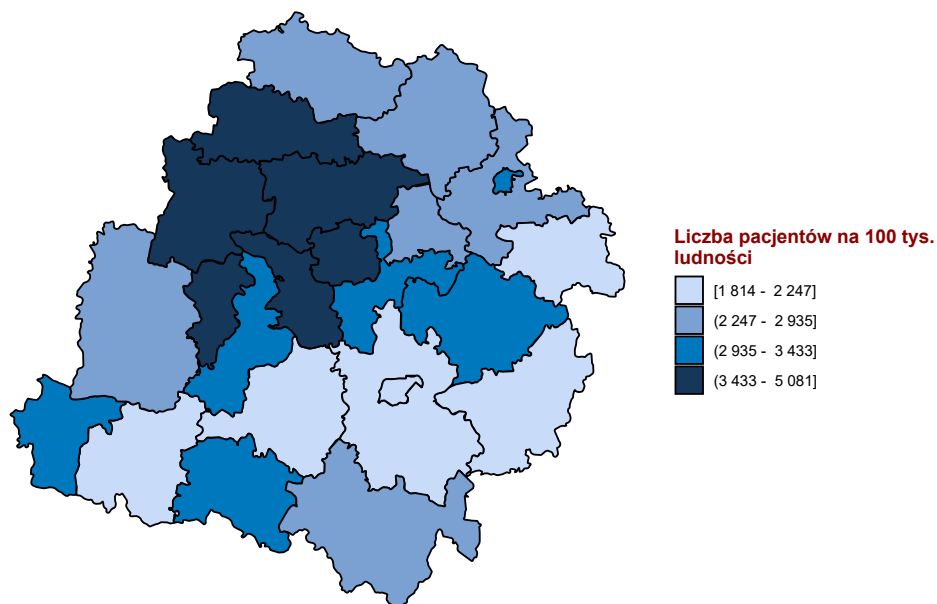 Liczba pacjentów na 100 tys.
ludności
[1 814 - 2 247]
(2 247 - 2 935]
(2 935 - 3 433]
(3 433 - 5 081]